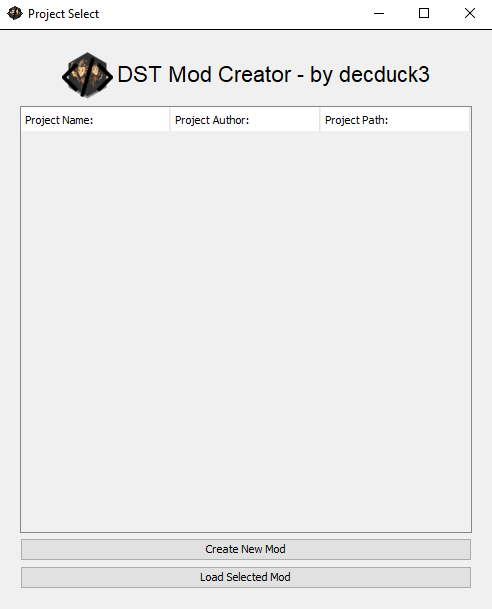 Project Select
DST Mod Creator - by decduck3
Project Name: Project Author: Project Path:
Create New Mod
Load Selected Mod